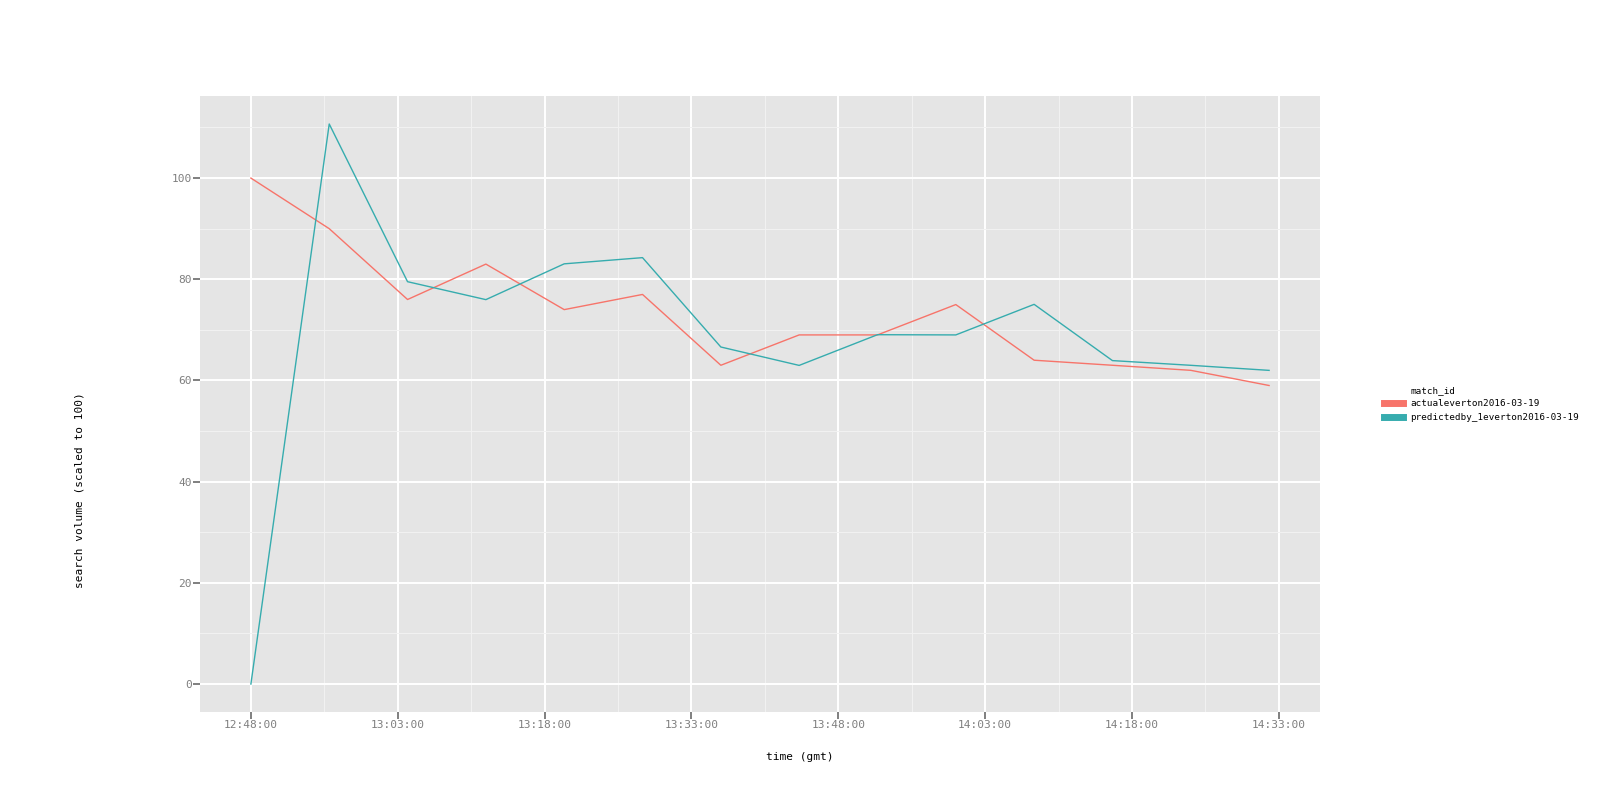 100
80
60
40
20
0
search volume (scaled to 100)
12:48:00 13:03:00 13:18:00 13:33:00 13:48:00 14:03:00 14:18:00 14:33:00
time (gmt)
match_id
actualeverton2016-03-19
predictedby_1everton2016-03-19